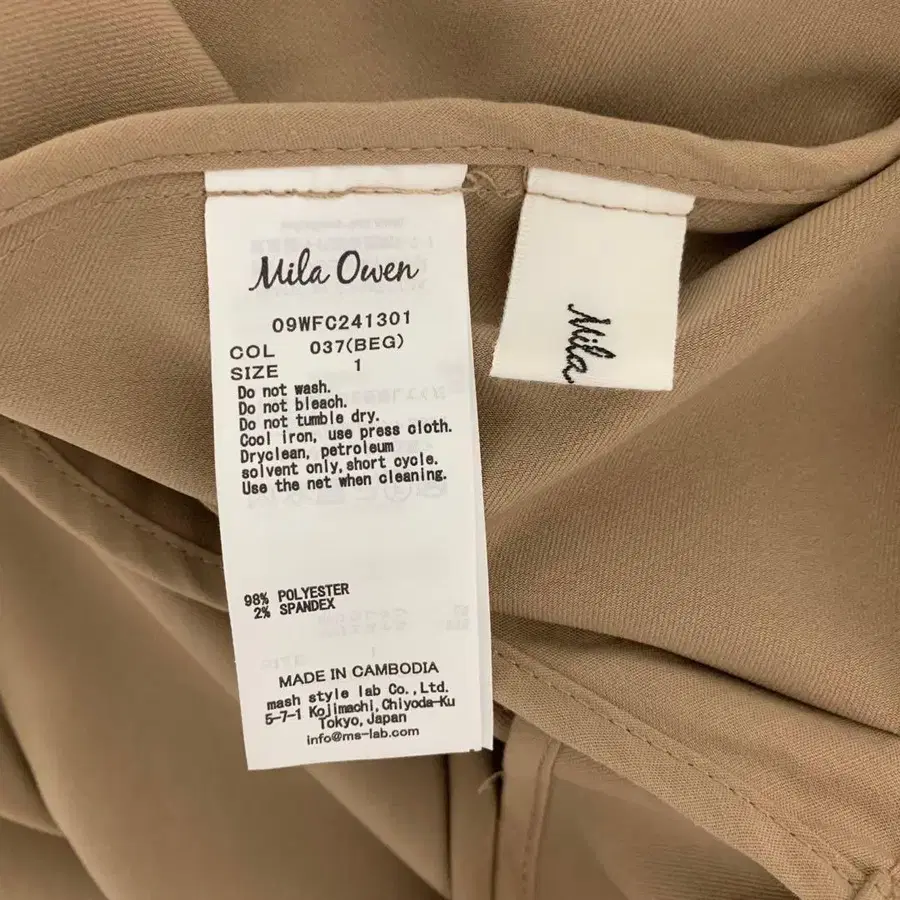 Mila Owen
09WFC241301
COL 037(BEG)
SIZE 1
Do not wash.
Do not bleach.
Do not tumble dry.
Cool iron, use press cloth.
Dryclean, petroleum
solvent only,short cycle.
Use the net when cleaning.
98% POLYESTER
2% SPANDEX
MADE IN CAMBODIA
mash style lab Co.,Ltd.
5-7-1 Kojimachi,Chiyoda-Ku
Tokyo,Japan
info@ms-lab.com
Mila